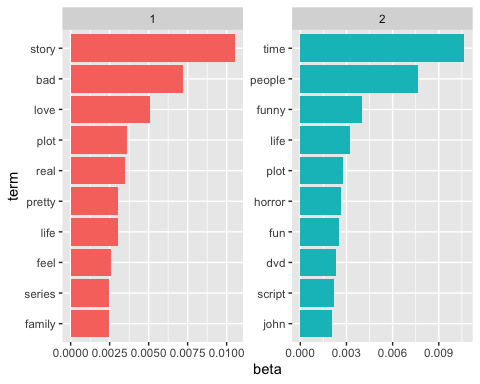 1
2
term
story
bad
love
plot
real
pretty
life
feel
series
family
time
people
funny
life
plot
horror
fun
dvd
script
john
0.0000 0.0025 0.0050 0.0075 0.0100
0.000 0.003 0.006 0.009
beta